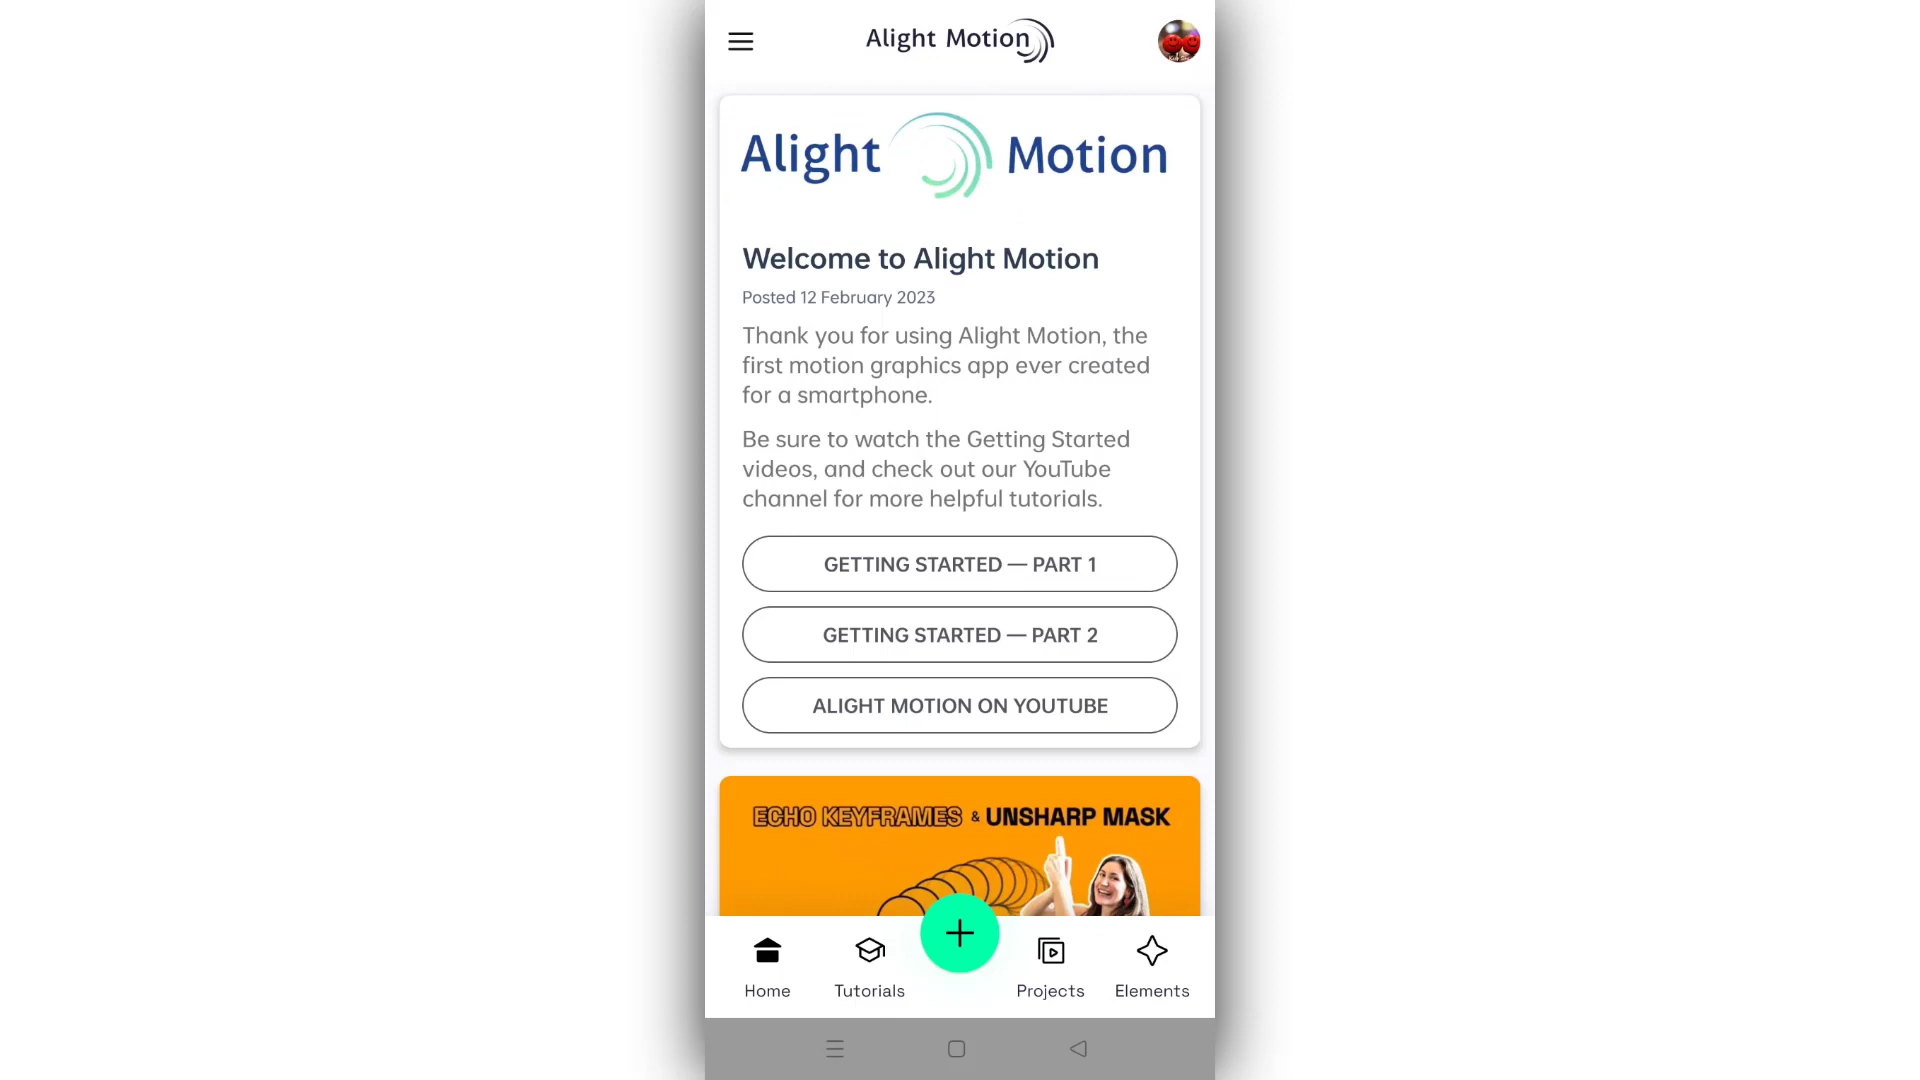 Alight Motion
Alight Motion
Welcome to Alight Motion
Posted 12 February 2023
Thank you for using Alight Motion, the
first motion graphics app ever created
for a smartphone.
Be sure to watch the Getting Started
videos, and check out our YouTube
channel for more helpful tutorials.
GETTING STARTED — PART 1
GETTING STARTED — PART 2
ALIGHT MOTION ON YOUTUBE
ECHO KEYFRAMES & UNSHARP MASK
Home
Tutorials
Projects
Elements